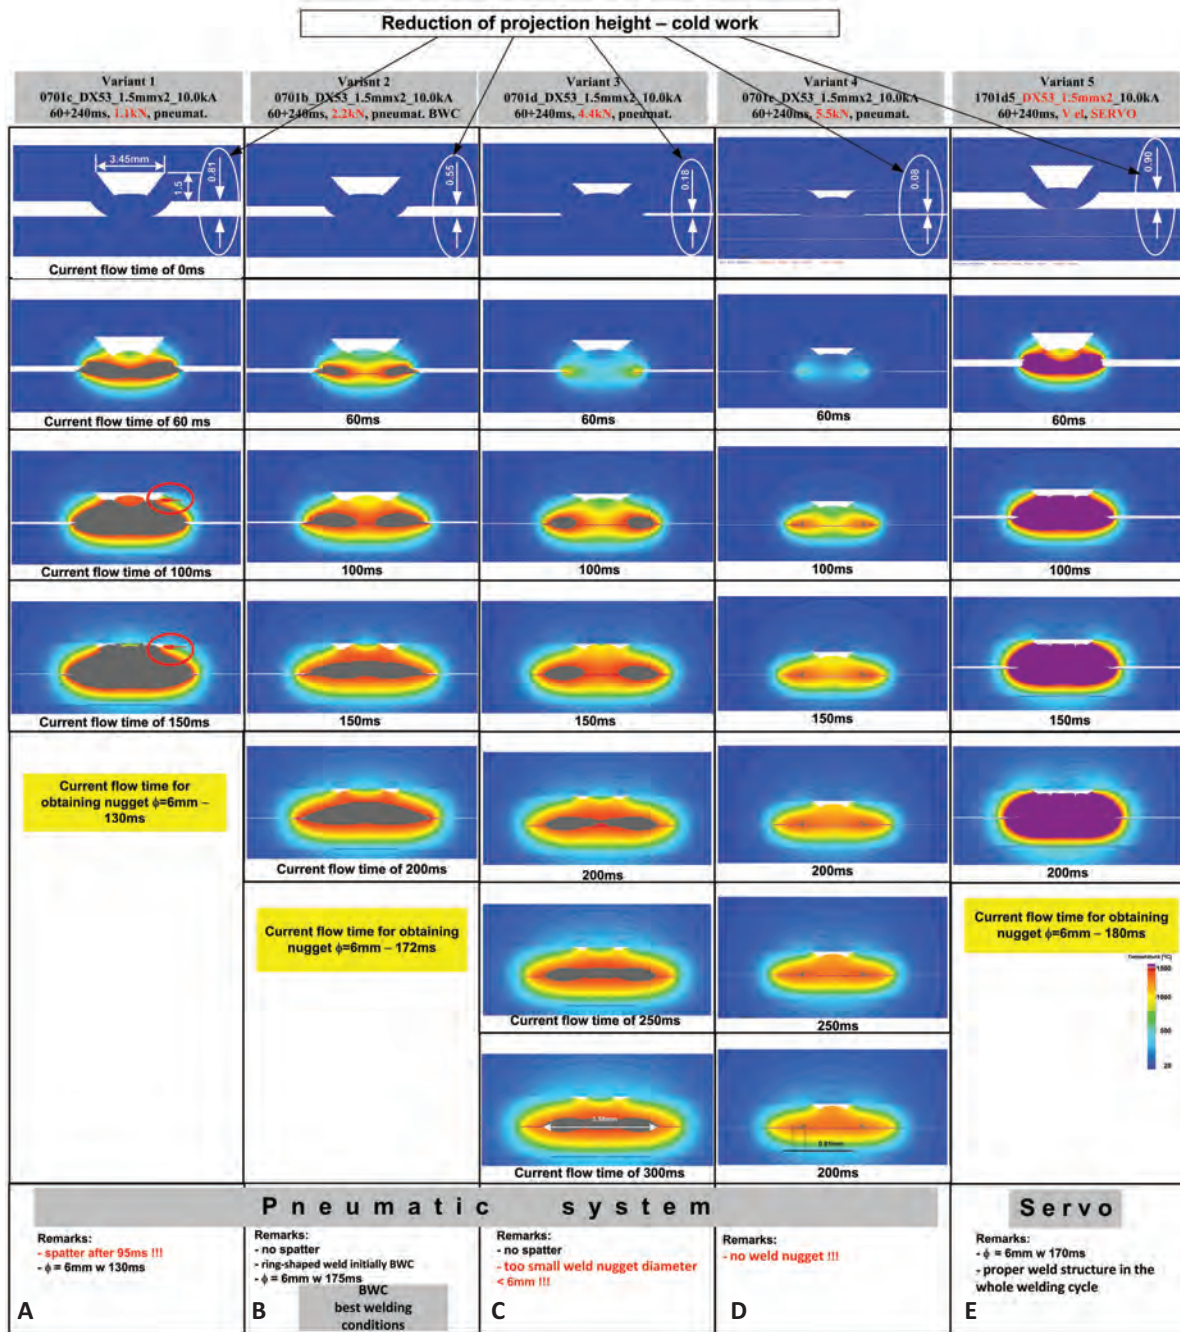 Reduction of projection height – cold work
Variant 1
0701c_DX53_1.5mmx2_10.0kA
60+240ms, 1.1kN, pneumat.
Varisnt 2
0701b_DX53_1.5mmx2_10.0kA
60+240ms, 2.2kN, pneumat. BWC
Variant 3
0701d_DX53_1.5mmx2_10.0kA
60+240ms, 4.4kN, pneumat.
Variant 4
0701e_DX53_1.5mmx2_10.0kA
60+240ms, 5.5kN, pneumat.
Variant 5
1701d5_DX53_1.5mmx2_10.0kA
60+240ms, V el, SERVO
3.45mm
1.5
0.81
0.55
0.18
0.08
0.90
Current flow time of 0ms
Current flow time of 60 ms
60ms
60ms
60ms
60ms
Current flow time of 100ms
100ms
100ms
100ms
100ms
Current flow time of 150ms
150ms
150ms
150ms
150ms
Current flow time for
obtaining nugget ϕ=6mm –
130ms
Current flow time of 200ms
200ms
200ms
200ms
Current flow time for obtaining
nugget ϕ=6mm – 172ms
Current flow time of 250ms
250ms
Current flow time for obtaining
nugget ϕ=6mm – 180ms
Temperature [°C]
1500
1000
500
20
Current flow time of 300ms
0.81mm
200ms
Pneumatic system
Servo
Remarks:
- spatter after 95ms !!!
- ϕ = 6mm w 130ms
A
Remarks:
- no spatter
- ring-shaped weld initially BWC
- ϕ = 6mm w 175ms
BWC
best welding
conditions
B
Remarks:
- no spatter
- too small weld nugget diameter
< 6mm !!!
C
Remarks:
- no weld nugget !!!
D
Remarks:
- ϕ = 6mm w 170ms
- proper weld structure in the
whole welding cycle
E